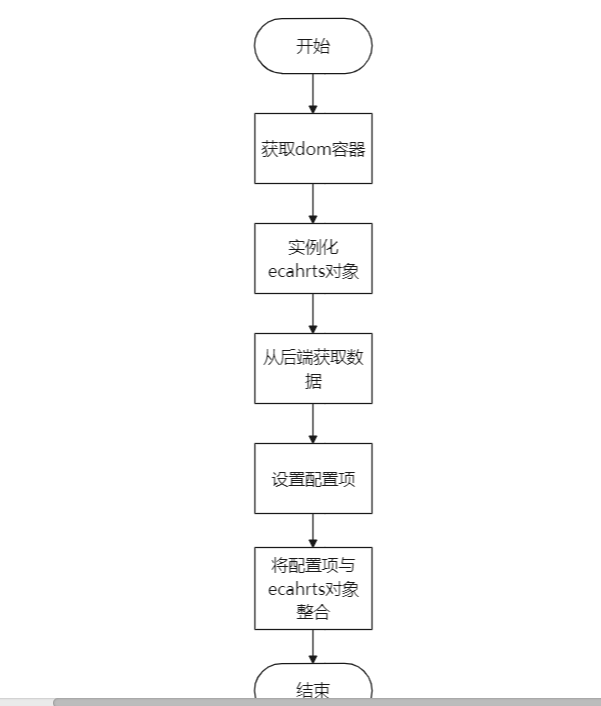 开始
获取dom容器
实例化
ecahrts对象
从后端获取数
据
设置配置项
将配置项与
ecahrts对象
整合
结束